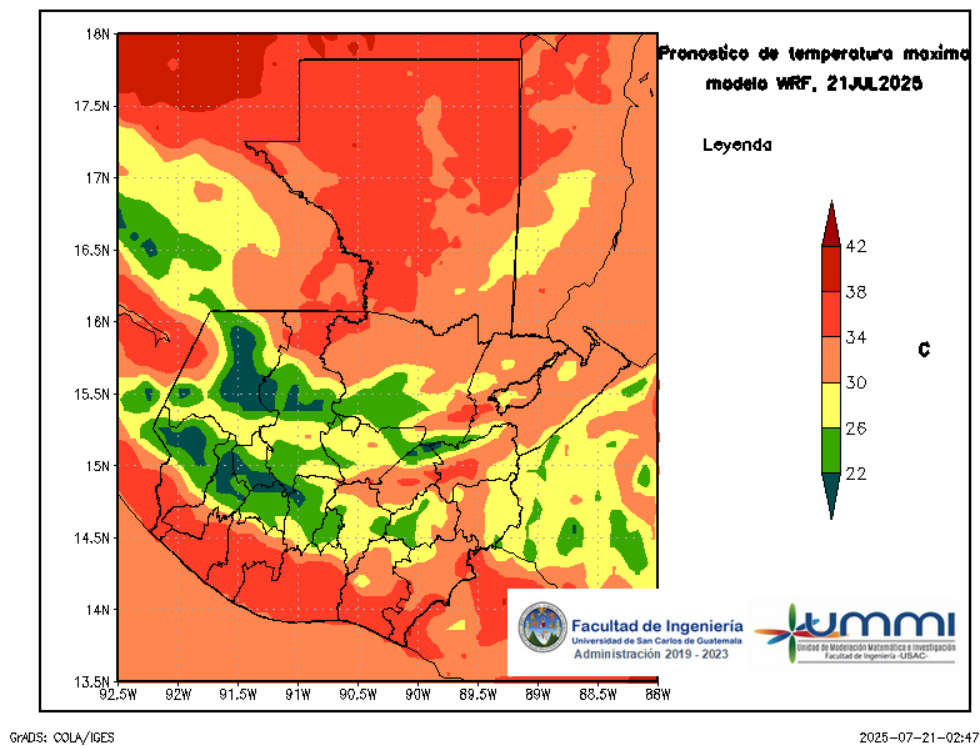 Pronostico de temperatura maxima
modelo WRF, 21JUL2025
Leyenda
18N
17.5N
17N
16.5N
16N
15.5N
15N
14.5N
14N
13.5N
92.5W 92W 91.5W 91W 90.5W 90W 89.5W 89W 88.5W 88W
42
38
34
30
26
22
C
Facultad de Ingeniería
Universidad de San Carlos de Guatemala
Administración 2019 - 2023
ummi
Unidad de Modelación Matemática e Investigación
Facultad de Ingeniería -USAC-
GrADS: COLA/IGES
2025-07-21-02:47